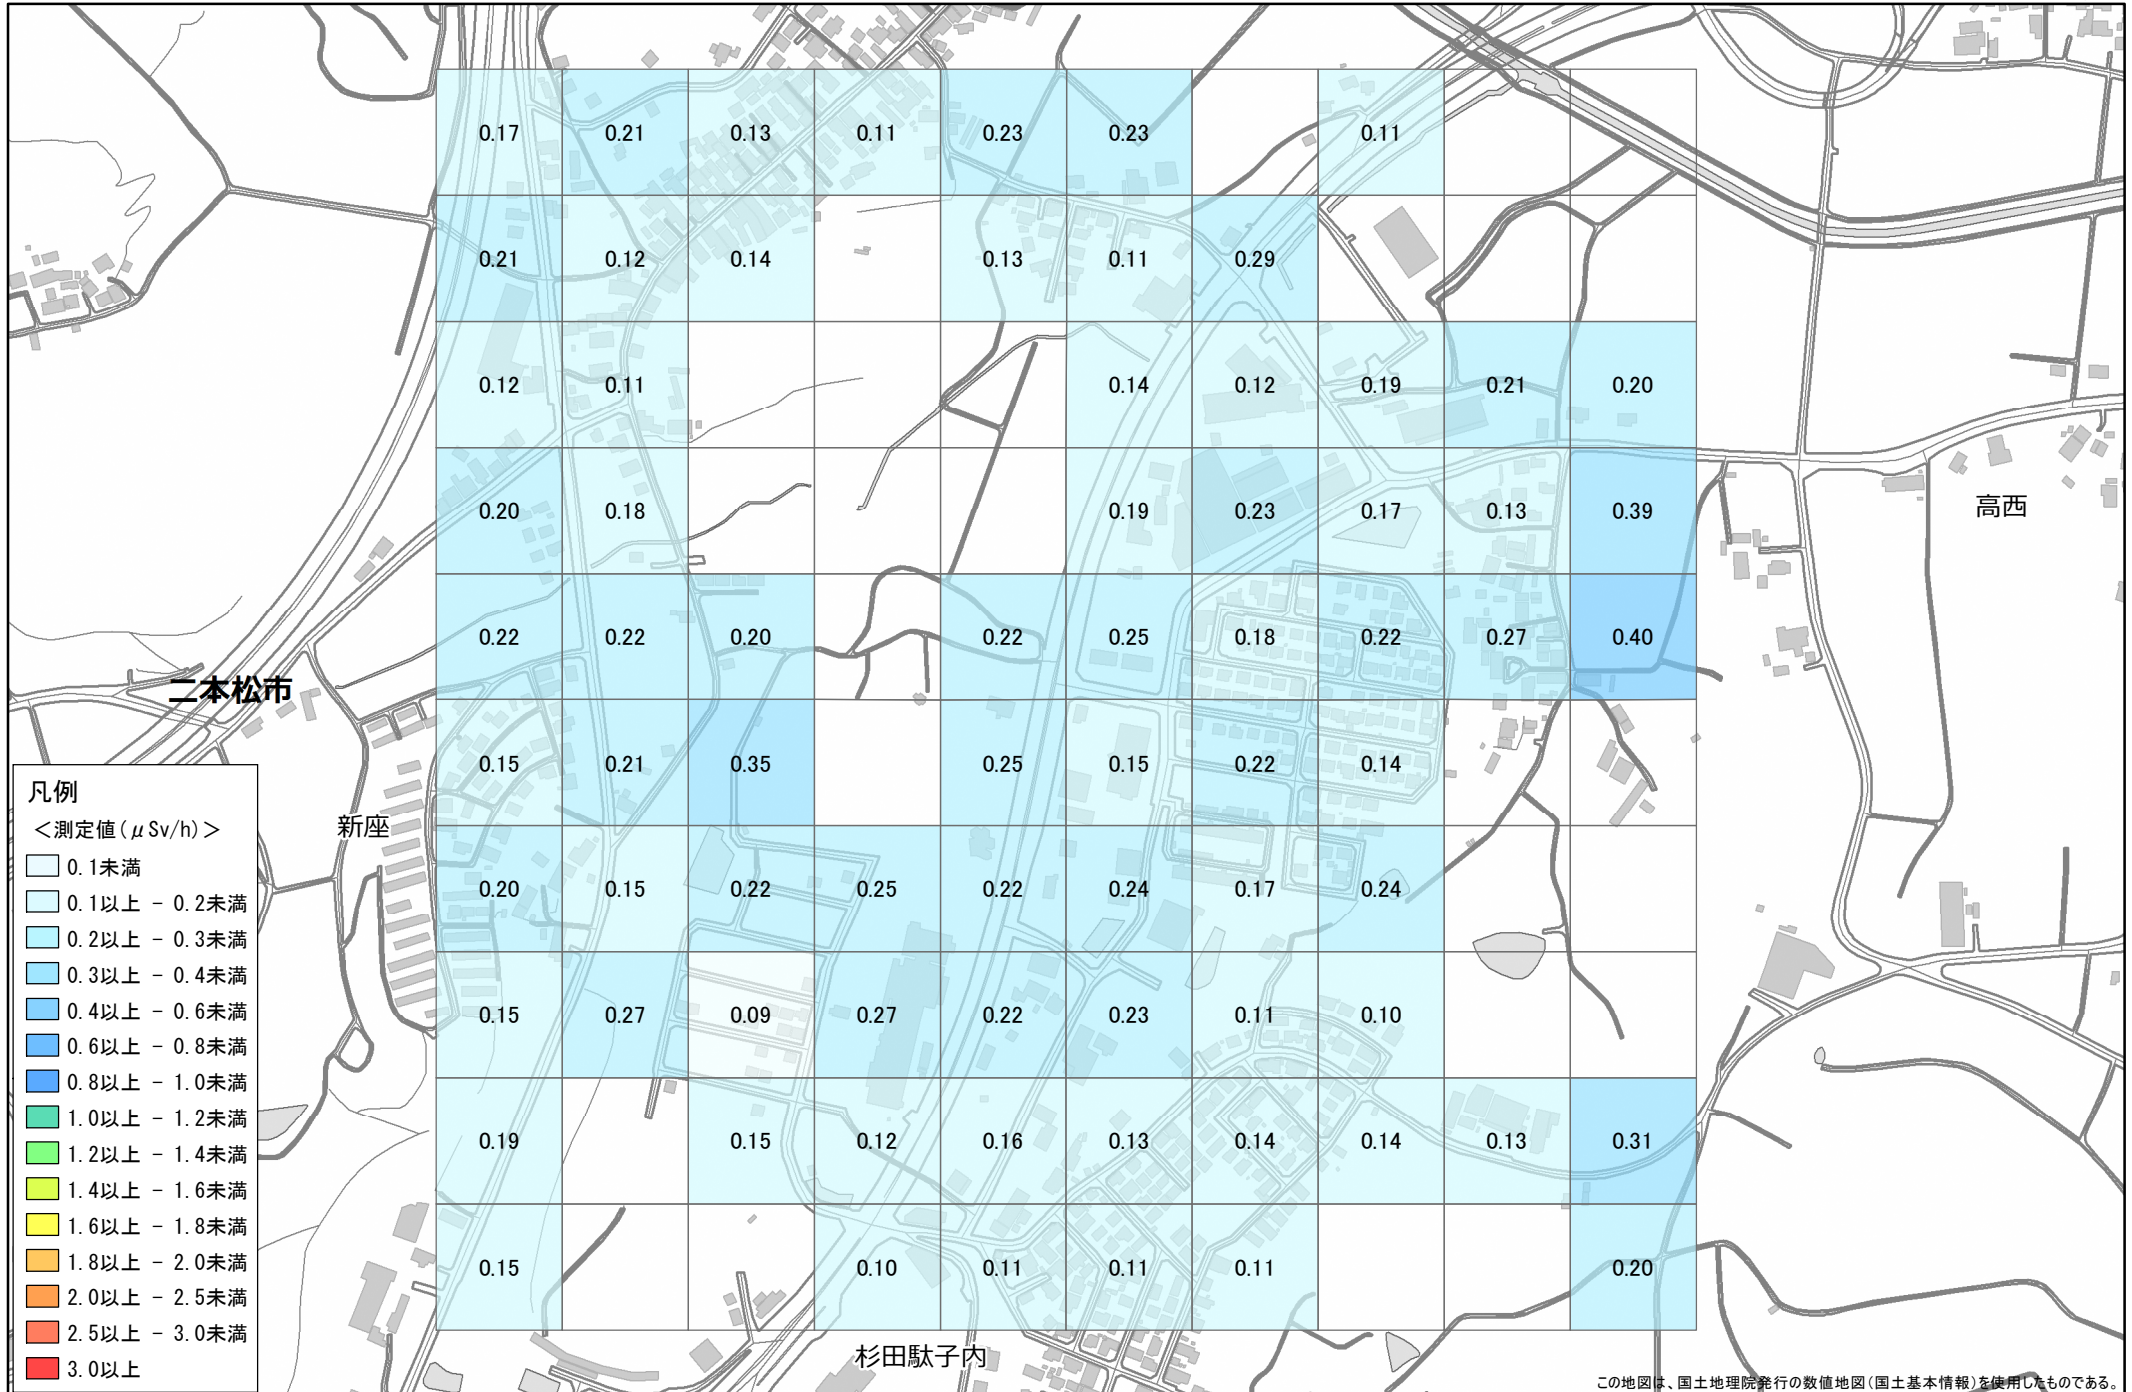 0.17 0.21 0.13 0.11 0.23 0.23 0.11
0.21 0.12 0.14 0.13 0.11 0.29
0.12 0.11 0.14 0.12 0.19 0.21 0.20
0.20 0.18 0.19 0.23 0.17 0.13 0.39
高西
0.22 0.22 0.20 0.22 0.25 0.18 0.22 0.27 0.40
二本松市
0.15 0.21 0.35 0.25 0.15 0.22 0.14
新座
0.20 0.15 0.22 0.25 0.22 0.24 0.17 0.24
0.15 0.27 0.09 0.27 0.22 0.23 0.11 0.10
0.19 0.15 0.12 0.16 0.13 0.14 0.14 0.13 0.31
0.15 0.10 0.11 0.11 0.11 0.20
杉田駄子内
凡例
＜測定値(μSv/h)＞
0.1未満
0.1以上 - 0.2未満
0.2以上 - 0.3未満
0.3以上 - 0.4未満
0.4以上 - 0.6未満
0.6以上 - 0.8未満
0.8以上 - 1.0未満
1.0以上 - 1.2未満
1.2以上 - 1.4未満
1.4以上 - 1.6未満
1.6以上 - 1.8未満
1.8以上 - 2.0未満
2.0以上 - 2.5未満
2.5以上 - 3.0未満
3.0以上
この地図は、国土地理院発行の数値地図(国土基本情報)を使用したものである。